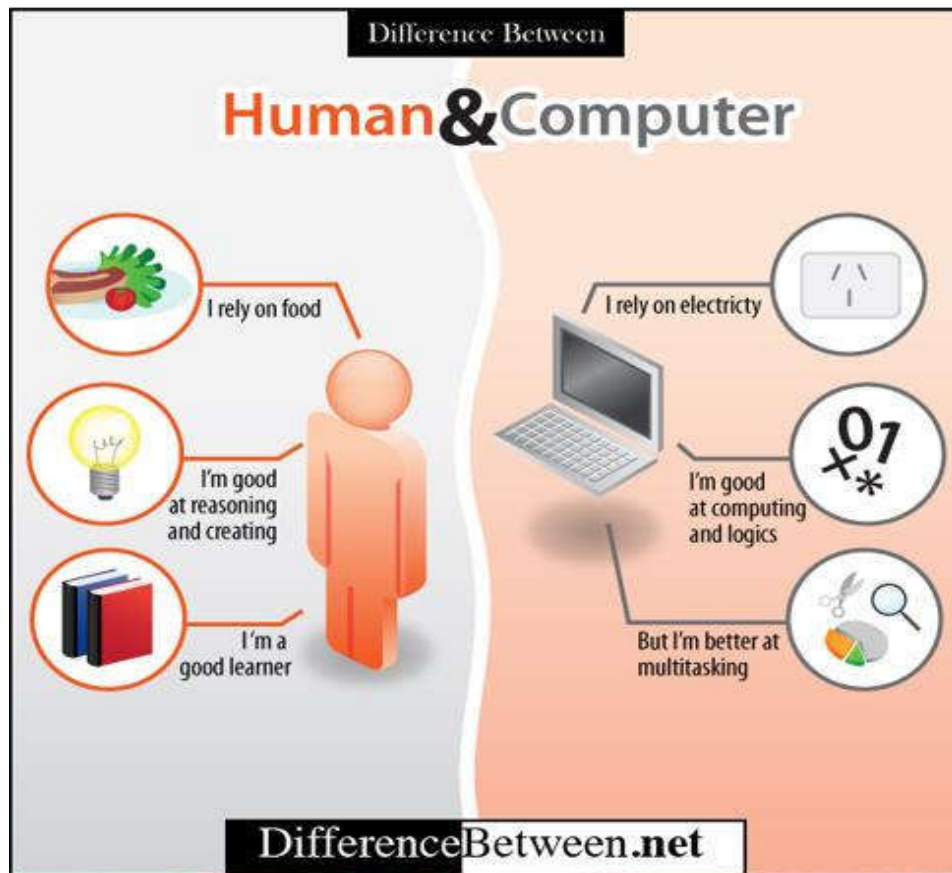 Difference Between
Human&Computer
I rely on food
I'm good
at reasoning
and creating
I'm a
good learner
I rely on electricty
01
×*
I'm good
at computing
and logics
But I'm better at
multitasking
DifferenceBetween.net